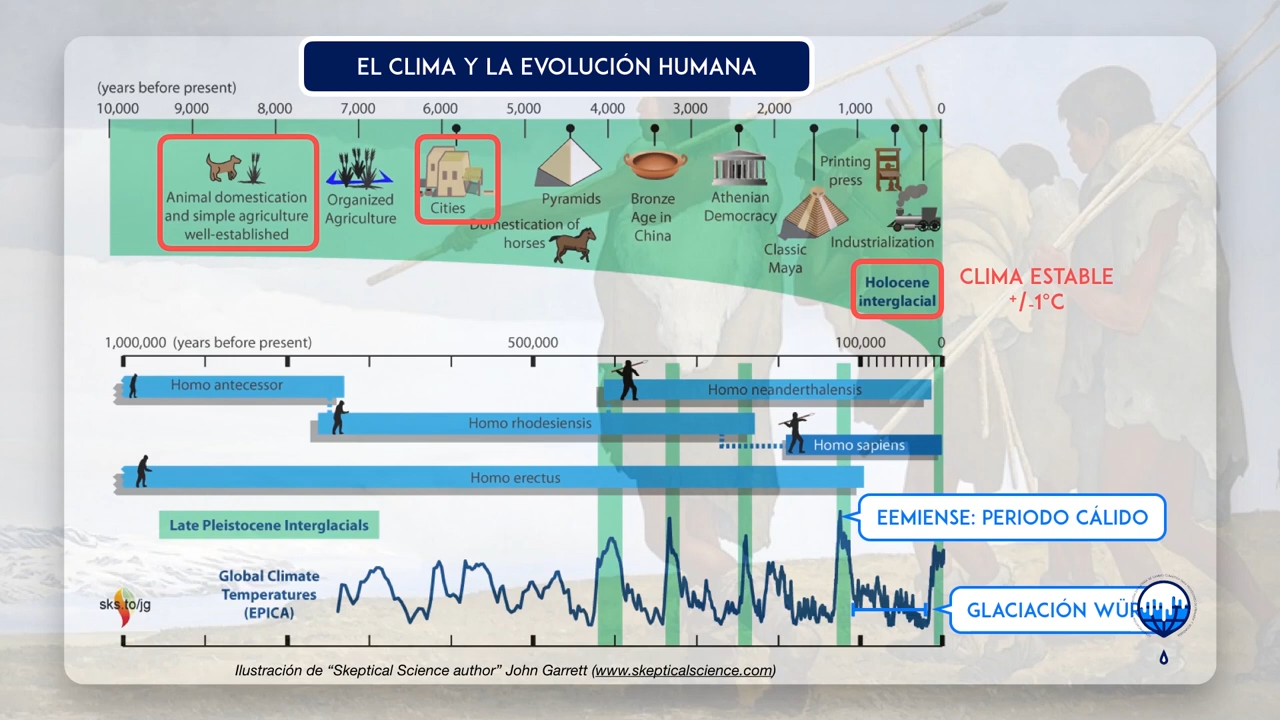 EL CLIMA Y LA EVOLUCIÓN HUMANA
(years before present)
10,000 9,000 8,000 7,000 6,000 5,000 4,000 3,000 2,000 1,000 0
Animal domestication
and simple agriculture
well-established
Organized
Agriculture
Cities
Domestication of
horses
Pyramids
Bronze
Age in
China
Athenian
Democracy
Classic
Maya
Printing
press
Industrialization
Holocene
interglacial
CLIMA ESTABLE
+/-1°C
1,000,000 (years before present) 500,000 100,000 0
Homo antecessor
Homo neanderthalensis
Homo rhodesiensis
Homo sapiens
Homo erectus
Late Pleistocene Interglacials
EEMIENSE: PERIODO CÁLIDO
Global Climate
Temperatures
(EPICA)
sks.to/jg
GLACIACIÓN WÜR
Ilustración de “Skeptical Science author” John Garrett (www.skepticalscience.com)